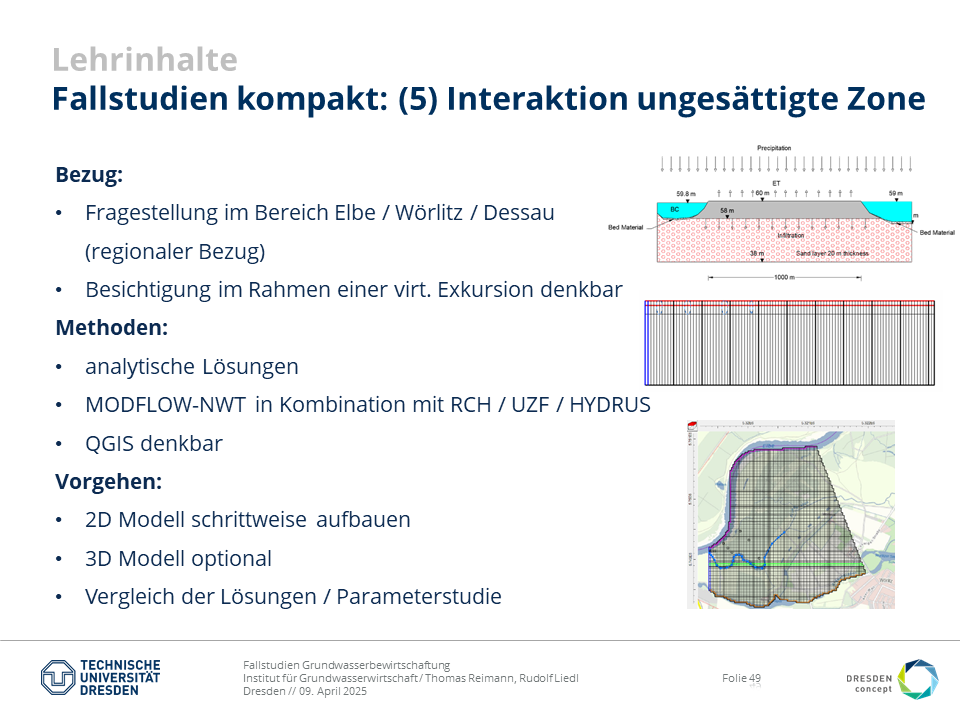 Lehrinhalte
Fallstudien kompakt: (5) Interaktion ungesättigte Zone
Bezug:
• Fragestellung im Bereich Elbe / Wörlitz / Dessau
(regionaler Bezug)
• Besichtigung im Rahmen einer virt. Exkursion denkbar
Methoden:
• analytische Lösungen
• MODFLOW-NWT in Kombination mit RCH / UZF / HYDRUS
• QGIS denkbar
Vorgehen:
• 2D Modell schrittweise aufbauen
• 3D Modell optional
• Vergleich der Lösungen / Parameterstudie
Precipitation
ET
59.8 m
60 m
59 m
BC
58 m
m
Bed Material
Bed Material
Infiltration
38 m
Sand layer 20 m thickness
1000 m
TECHNISCHE
UNIVERSITÄT
DRESDEN
Fallstudien Grundwasserbewirtschaftung
Institut für Grundwasserwirtschaft / Thomas Reimann, Rudolf Liedl
Dresden // 09. April 2025
Folie 49
DRESDEN
concept